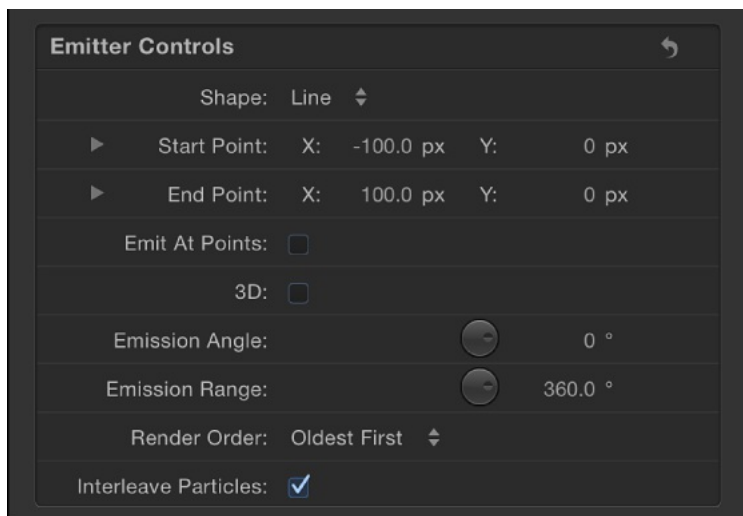 Emitter Controls
Shape: Line
Start Point: X: -100.0 px Y: 0 px
End Point: X: 100.0 px Y: 0 px
Emit At Points:
3D:
Emission Angle: 0 °
Emission Range: 360.0 °
Render Order: Oldest First
Interleave Particles: